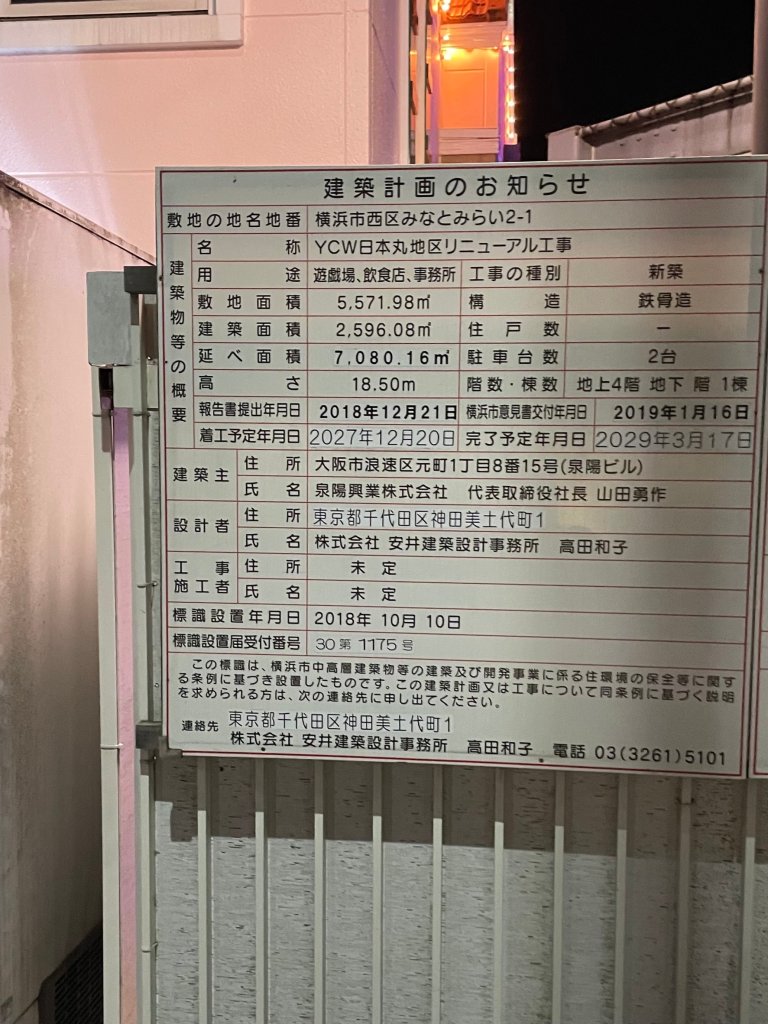 建築計画のお知らせ
敷地の地名地番 横浜市西区みなとみらい2-1
建築物等の概要
名称 YCW日本丸地区リニューアル工事
用途 遊戯場、飲食店、事務所 工事の種別 新築
敷地面積 5,571.98㎡ 構造 鉄骨造
建築面積 2,596.08㎡ 住戸数 ー
延べ面積 7,080.16㎡ 駐車台数 2台
高さ 18.50m 階数・棟数 地上4階 地下 階 1棟
報告書提出年月日 2018年12月21日 横浜市意見書交付年月日 2019年1月16日
着工予定年月日 2027年12月20日 完了予定年月日 2029年3月17日
建築主 住所 大阪市浪速区元町1丁目8番15号(泉陽ビル)
氏名 泉陽興業株式会社 代表取締役社長 山田勇作
設計者 住所 東京都千代田区神田美土代町1
氏名 株式会社 安井建築設計事務所 高田和子
工事施工者 住所 未定
氏名 未定
標識設置年月日 2018年 10月 10日
標識設置届受付番号 30第 1175号
この標識は、横浜市中高層建築物等の建築及び開発事業に係る住環境の保全等に関す
る条例に基づき設置したものです。この建築計画又は工事について同条例に基づく説明
を求められる方は、次の連絡先に申し出てください。
連絡先 東京都千代田区神田美土代町1
株式会社 安井建築設計事務所 高田和子 電話 03(3261)5101